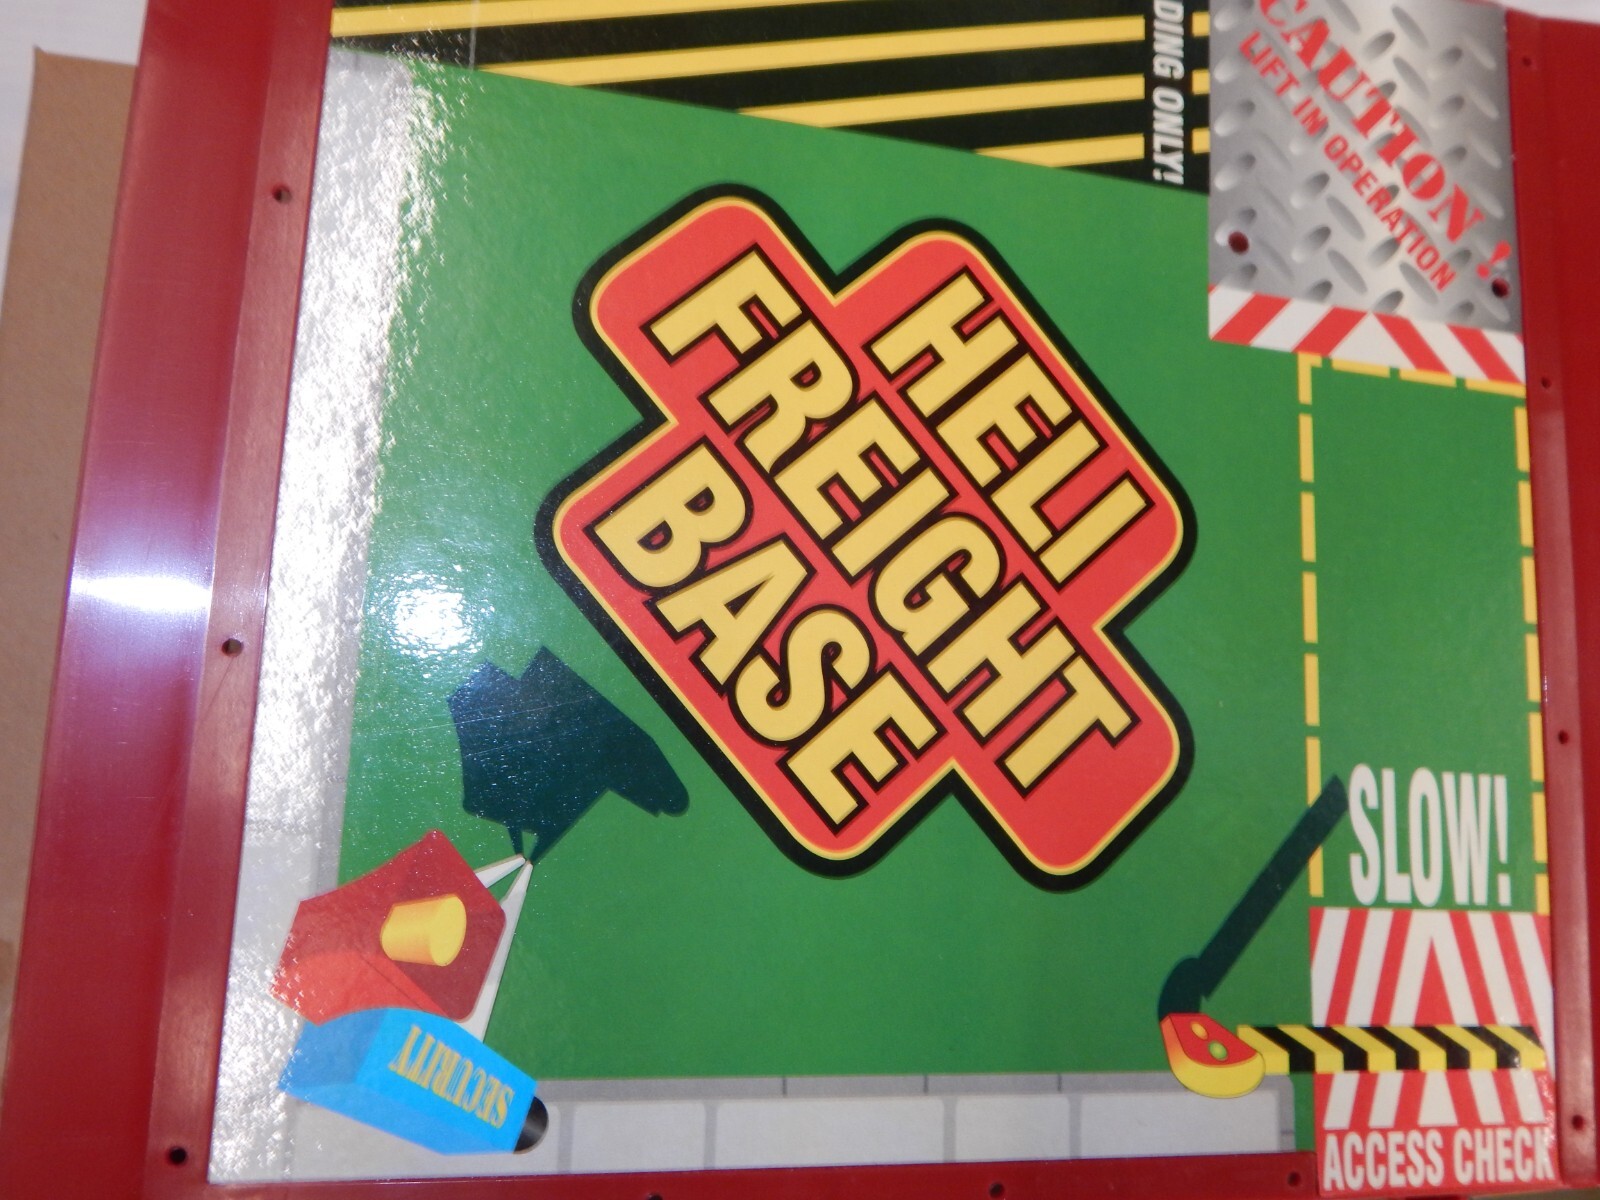 DING ONLY!
CAUTION!
LIFT IN OPERATION
HELI
FREIGHT
BASE
SLOW!
SECURITY
ACCESS CHECK